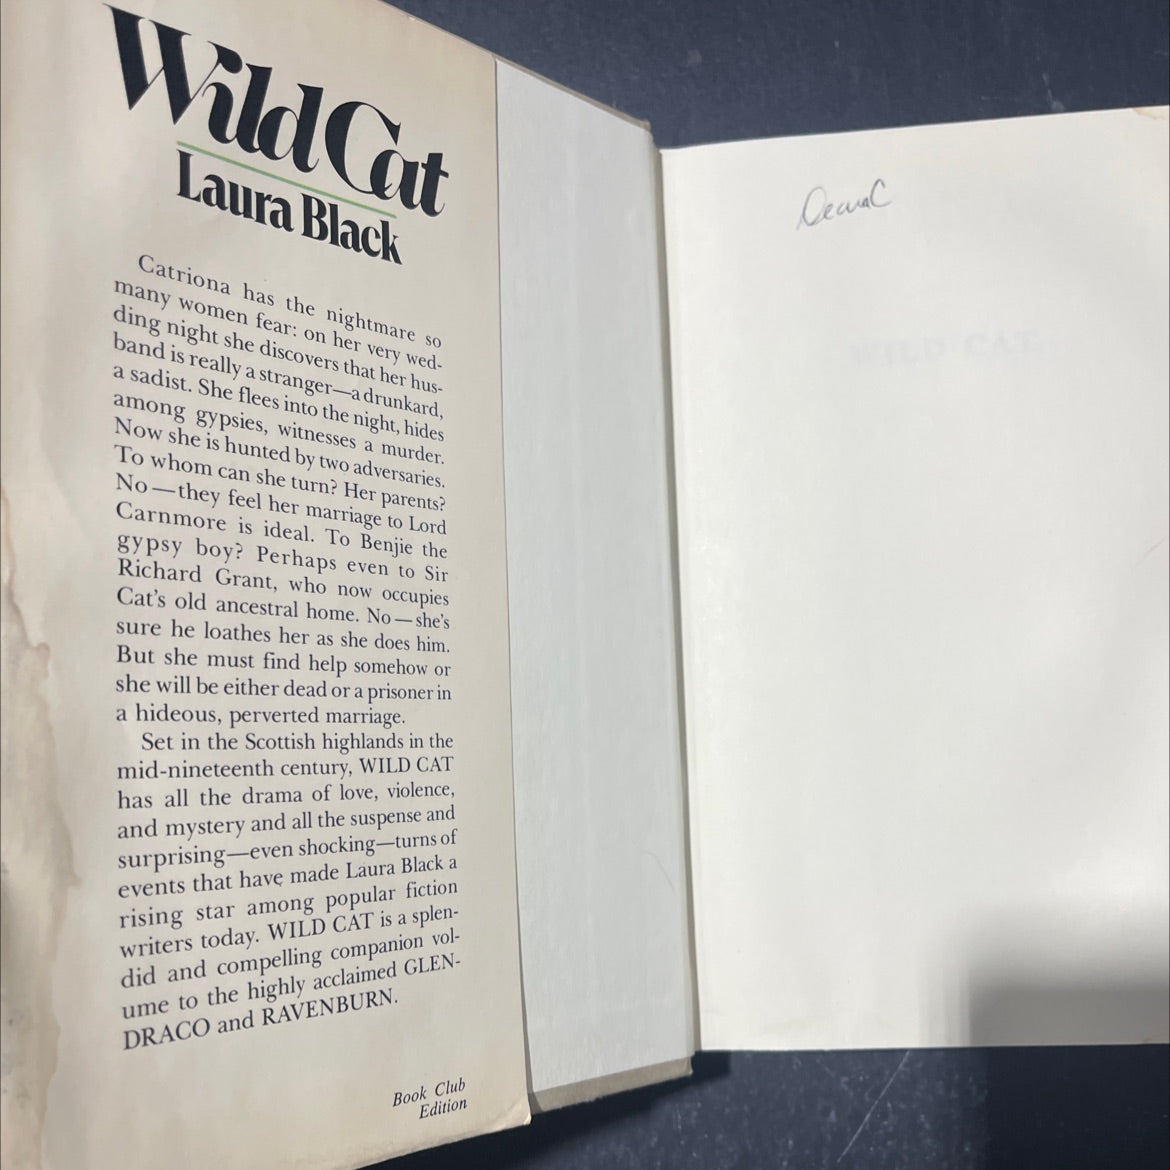 Wild Cat
Laura Black
Catriona has the nightmare so
many women fear: on her very wed-
ding night she discovers that her hus-
band is really a stranger—a drunkard,
a sadist. She flees into the night, hides
among gypsies, witnesses a murder.
Now she is hunted by two adversaries.
To whom can she turn? Her parents?
No—they feel her marriage to Lord
Carnmore is ideal. To Benjie the
gypsy boy? Perhaps even to Sir
Richard Grant, who now occupies
Cat's old ancestral home. No—she's
sure he loathes her as she does him.
But she must find help somehow or
she will be either dead or a prisoner in
a hideous, perverted marriage.
Set in the Scottish highlands in the
mid-nineteenth century, WILD CAT
has all the drama of love, violence,
and mystery and all the suspense and
surprising—even shocking—turns of
events that have made Laura Black a
rising star among popular fiction
writers today. WILD CAT is a splen-
did and compelling companion vol-
ume to the highly acclaimed GLEN-
DRACO and RAVENBURN.
Book Club
Edition
WILD CAT